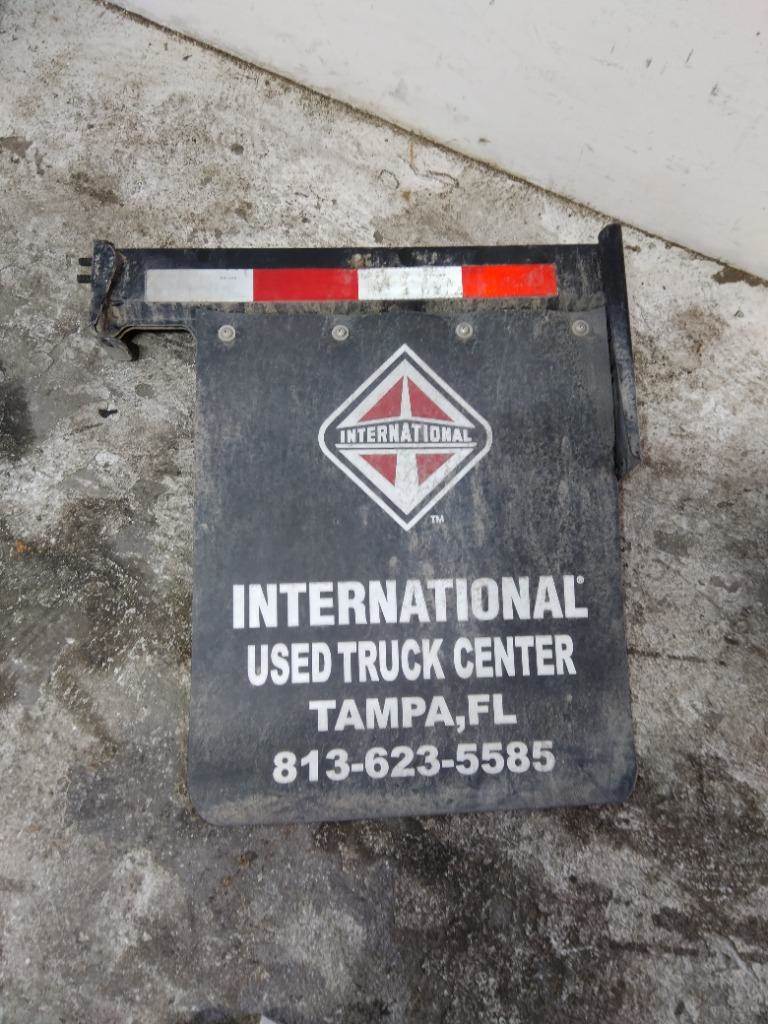 INTERNATIONAL
TM
INTERNATIONAL®
USED TRUCK CENTER
TAMPA,FL
813-623-5585